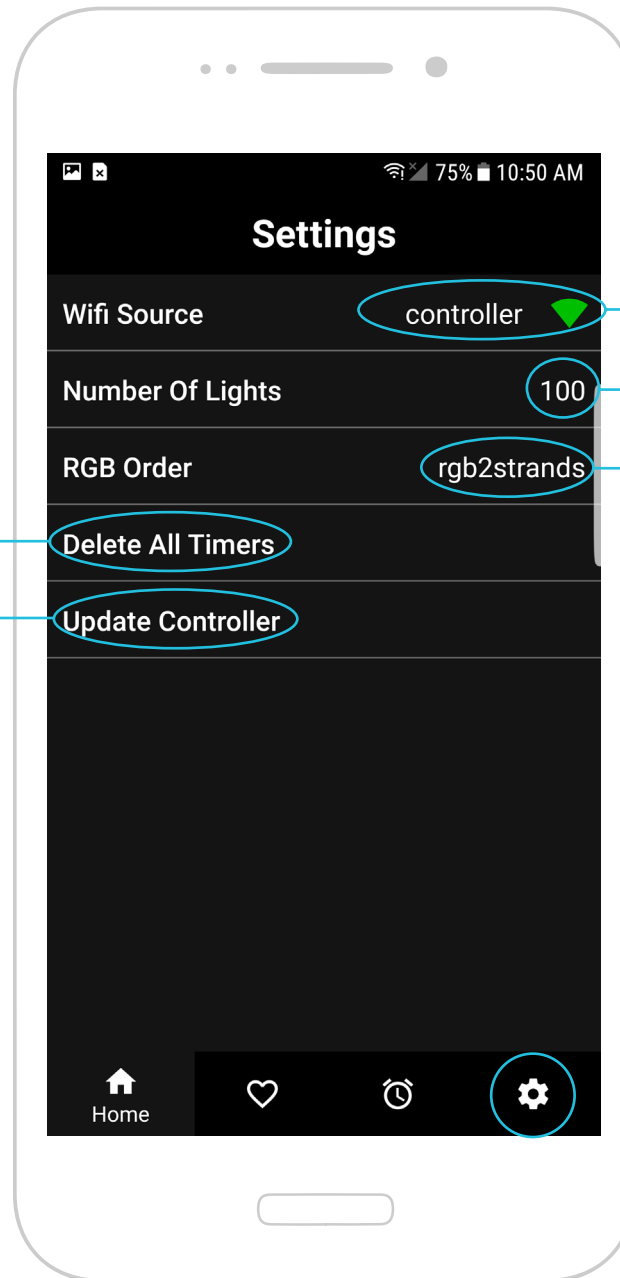 75% 10:50 AM
Settings
Wifi Source controller
Number Of Lights 100
RGB Order rgb2strands
Delete All Timers
Update Controller
Home